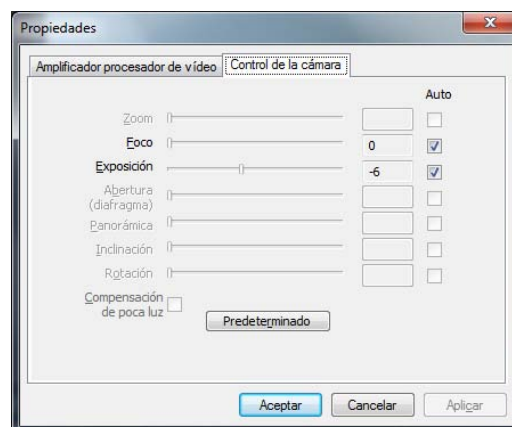 Propiedades
Amplificador procesador de vídeo
Control de la cámara
Auto
Zoom
Foco 0
Exposición -6
Abertura
(diafragma)
Panorámica
Inclinación
Rotación
Compensación
de poca luz
Predeterminado
Aceptar Cancelar Aplicar